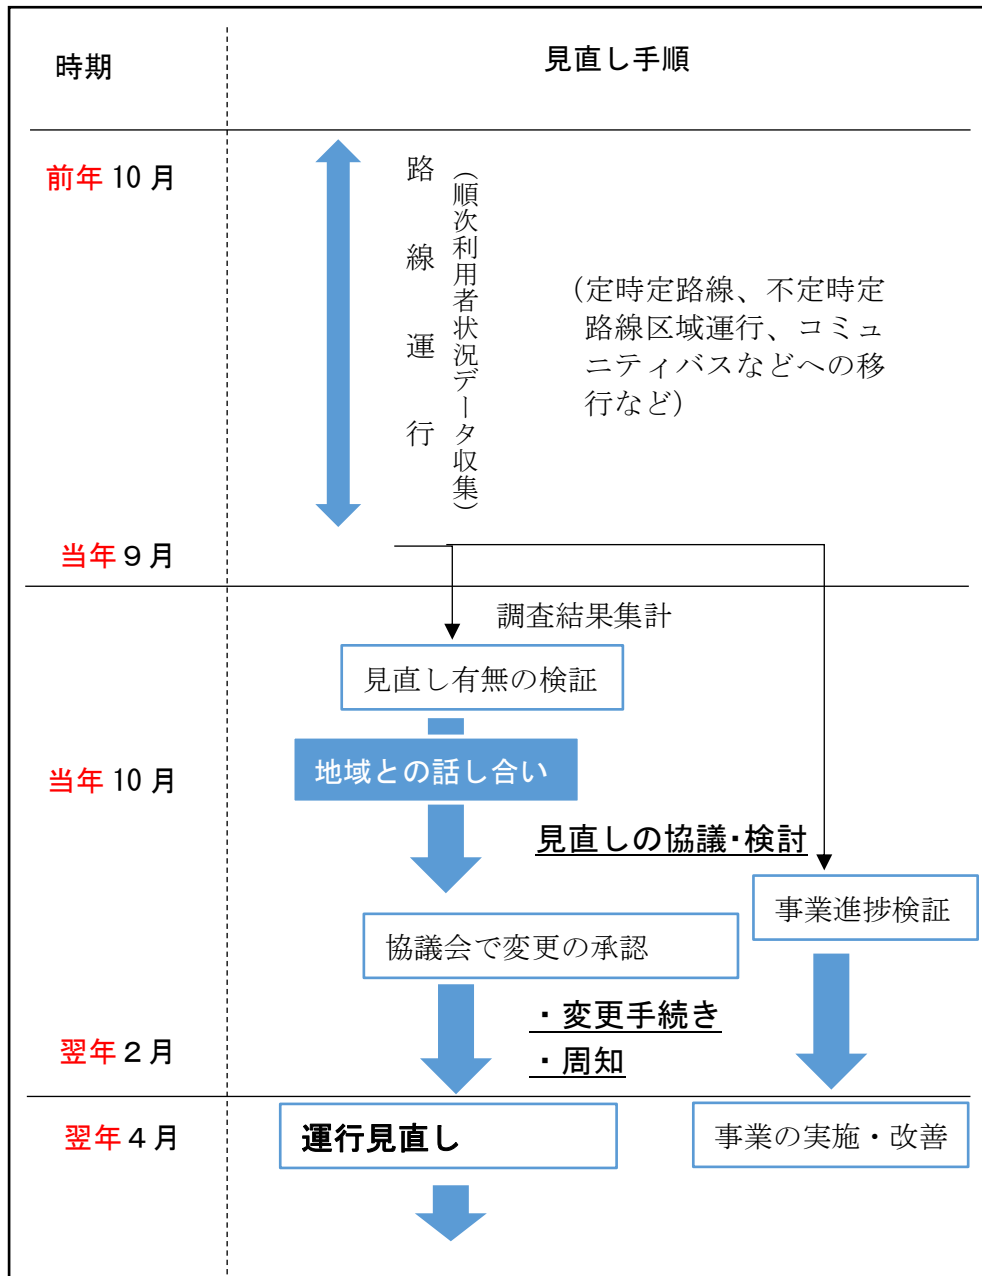 時期
見直し手順
前年 10 月
路線運行
（順次利用者状況データ収集）
（定時定路線、不定時定
路線区域運行、コミュ
ニティバスなどへの移
行など）
当年 9 月
調査結果集計
見直し有無の検証
当年 10 月
地域との話し合い
見直しの協議・検討
事業進捗検証
協議会で変更の承認
・変更手続き
・周知
翌年 2 月
翌年 4 月
運行見直し
事業の実施・改善